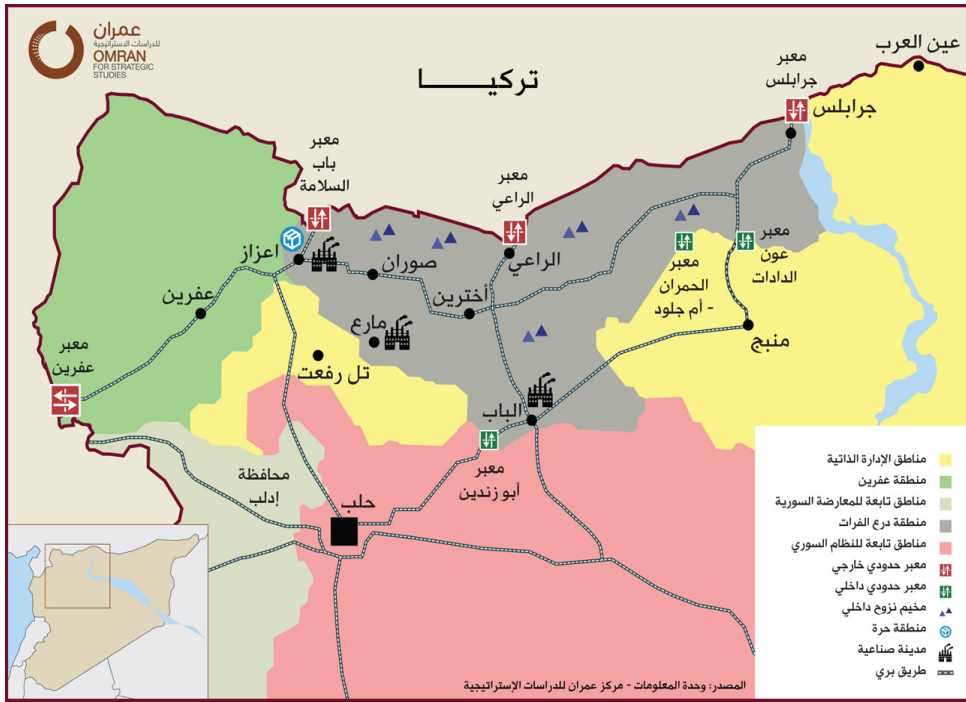 عمران
للدراسات الاستراتيجية
OMRAN
FOR STRATEGIC
STUDIES
تركيـــــا
عين العرب
معبر
جرابلس
جرابلس
معبر
باب
السلامة
معبر
الراعي
اعزاز
صوران
الراعي
معبر
الحمران
- أم جلود
معبر
عون
الدادات
عفرين
أخترين
مارع
منبج
معبر
عفرين
تل رفعت
الباب
معبر
أبو زندين
محافظة
إدلب
حلب
مناطق الإدارة الذاتية
منطقة عفرين
مناطق تابعة للمعارضة السورية
منطقة درع الفرات
مناطق تابعة للنظام السوري
معبر حدودي خارجي
معبر حدودي داخلي
مخيم نزوح داخلي
منطقة حرة
مدينة صناعية
طريق بري
المصدر: وحدة المعلومات - مركز عمران للدراسات الإستراتيجية